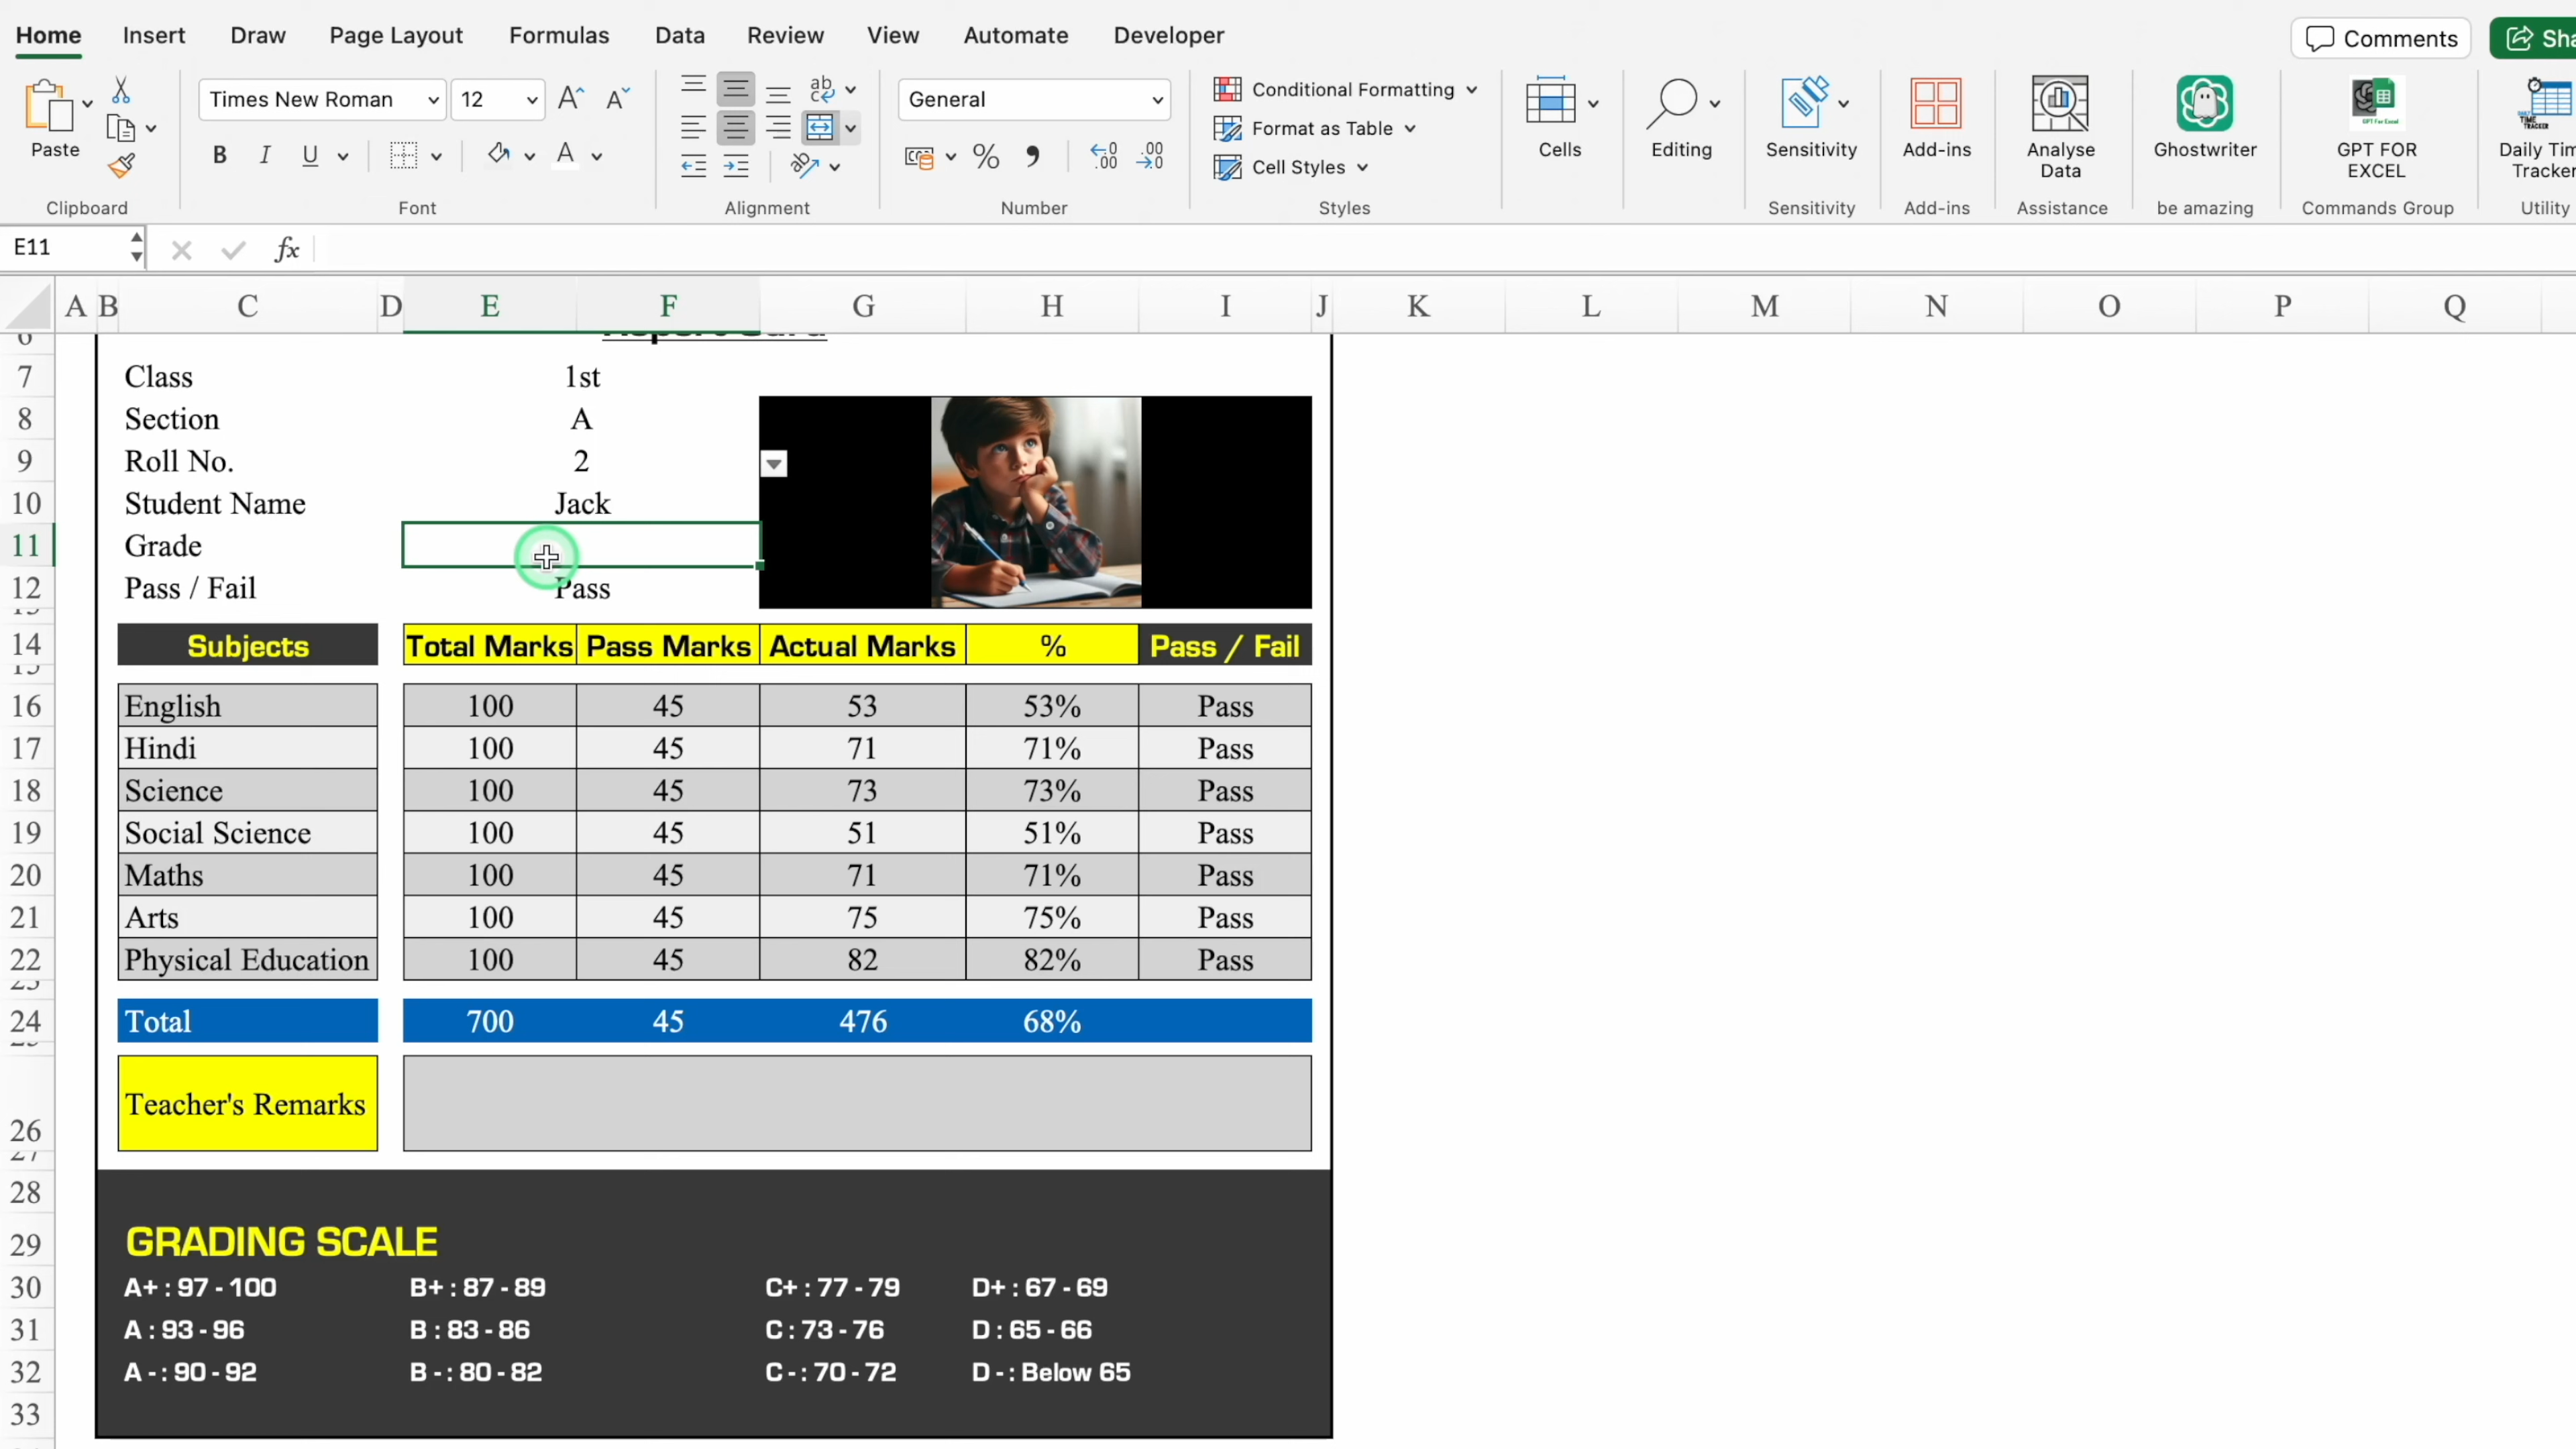 Home Insert Draw Page Layout Formulas Data Review View Automate Developer Comments
Times New Roman 12 ab General Conditional Formatting
Format as Table
Paste B I U A % .00 .00 Cell Styles Cells Editing Sensitivity Add-ins Analyse Data Ghostwriter GPT FOR EXCEL
Clipboard Font Alignment Number Styles Sensitivity Add-ins Assistance be amazing Commands Group Utility
E11 fx
A B C D E F G H I J K L M N O P Q
7 Class 1st
8 Section A
9 Roll No. 2
10 Student Name Jack
11 Grade
12 Pass / Fail Pass
14 Subjects Total Marks Pass Marks Actual Marks % Pass / Fail
16 English 100 45 53 53% Pass
17 Hindi 100 45 71 71% Pass
18 Science 100 45 73 73% Pass
19 Social Science 100 45 51 51% Pass
20 Maths 100 45 71 71% Pass
21 Arts 100 45 75 75% Pass
22 Physical Education 100 45 82 82% Pass
24 Total 700 45 476 68%
26 Teacher's Remarks
28
29 GRADING SCALE
30 A+ : 97 - 100 B+ : 87 - 89 C+ : 77 - 79 D+ : 67 - 69
31 A : 93 - 96 B : 83 - 86 C : 73 - 76 D : 65 - 66
32 A - : 90 - 92 B - : 80 - 82 C - : 70 - 72 D - : Below 65
33